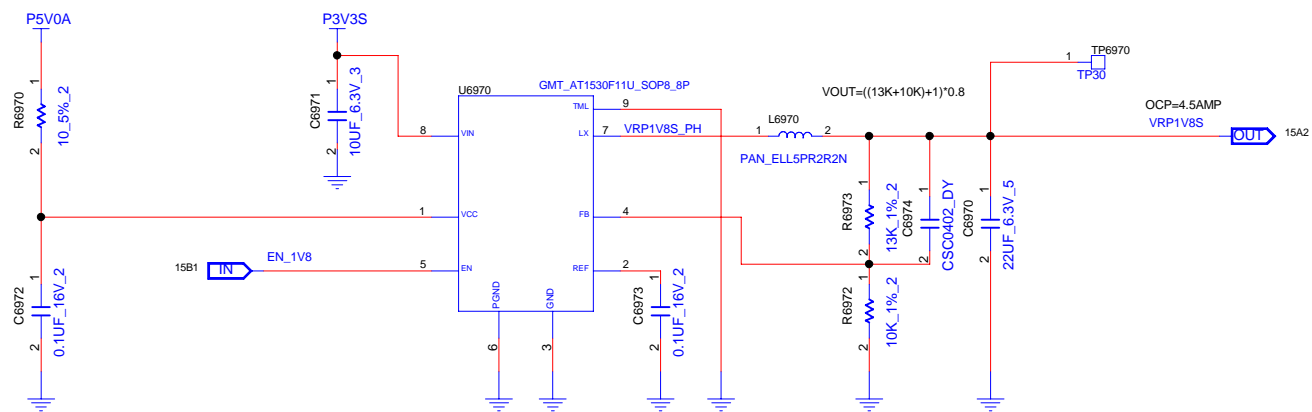 P5V0A
P3V3S
1
R6970
10_5%_2
2
1
C6971
10UF_6.3V_3
2
U6970
GMT_AT1530F11U_SOP8_8P
TML
9
8
VIN
LX
7
VRP1V8S_PH
1
VCC
FB
4
5
EN
REF
2
PGND
GND
6
3
15B1
IN
EN_1V8
1
C6972
0.1UF_16V_2
2
1
C6973
0.1UF_16V_2
2
VOUT=((13K+10K)+1)*0.8
L6970
1
2
PAN_ELL5PR2R2N
1
R6973
13K_1%_2
2
1
C6974
CSC0402_DY
2
1
C6970
22UF_6.3V_5
2
1
R6972
10K_1%_2
2
1
TP6970
TP30
OCP=4.5AMP
VRP1V8S
OUT
15A2